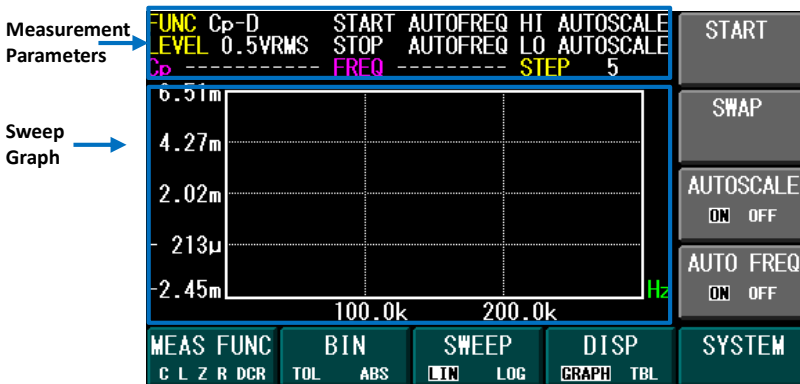 Measurement
Parameters
FUNC Cp-D START AUTOFREQ HI AUTOSCALE
LEVEL 0.5VRMS STOP AUTOFREQ LO AUTOSCALE
Cp ----------- FREQ --------- STEP 5
Sweep
Graph
6.51m
4.27m
2.02m
- 213µ
-2.45m
Hz
100.0k 200.0k
START
SWAP
AUTOSCALE
ON OFF
AUTO FREQ
ON OFF
MEAS FUNC BIN SWEEP DISP SYSTEM
C L Z R DCR TOL ABS LIN LOG GRAPH TBL